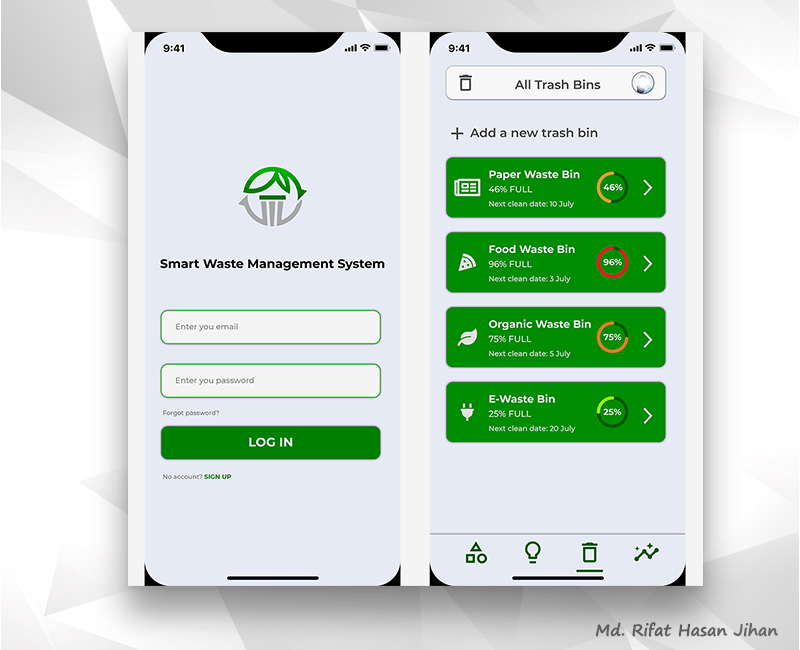 9:41
Smart Waste Management System
Enter you email
Enter you password
Forgot password?
LOG IN
No account? SIGN UP
9:41
All Trash Bins
+ Add a new trash bin
Paper Waste Bin
46% FULL
Next clean date: 10 July
46%
Food Waste Bin
96% FULL
Next clean date: 3 July
96%
Organic Waste Bin
75% FULL
Next clean date: 5 July
75%
E-Waste Bin
25% FULL
Next clean date: 20 July
25%
Md. Rifat Hasan Jihan